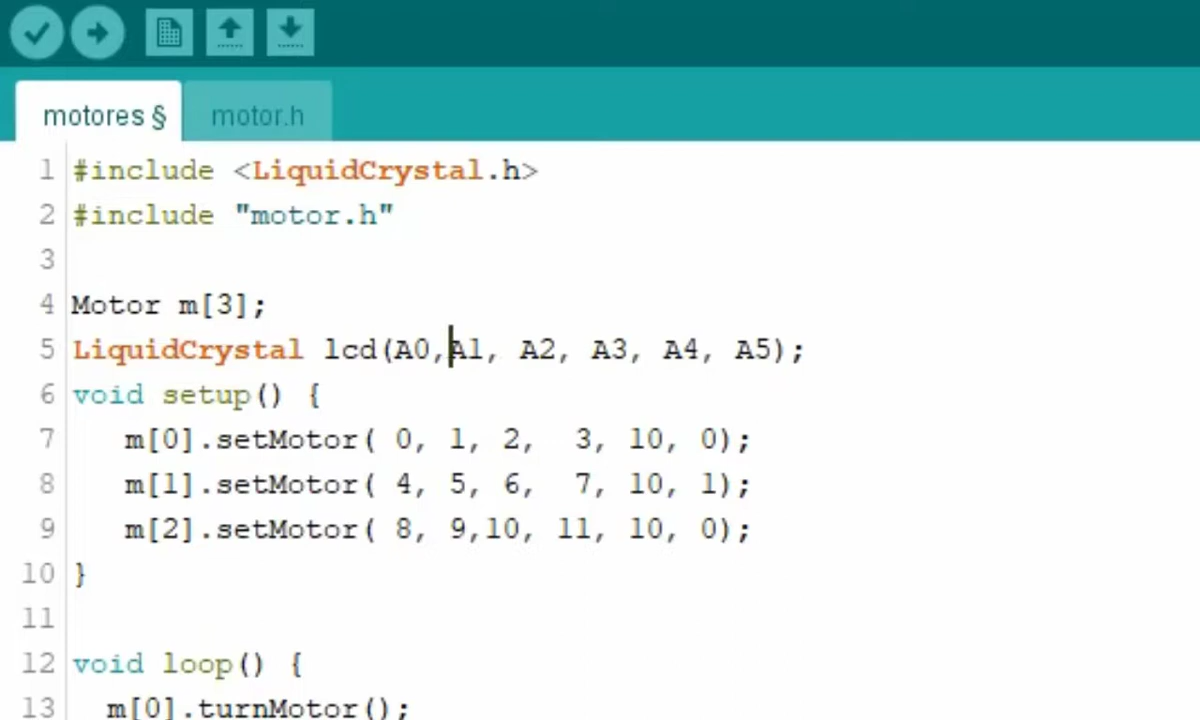 motores § motor.h
1 #include <LiquidCrystal.h>
2 #include "motor.h"
3
4 Motor m[3];
5 LiquidCrystal lcd(A0,A1, A2, A3, A4, A5);
6 void setup() {
7 m[0].setMotor( 0, 1, 2,  3, 10, 0);
8 m[1].setMotor( 4, 5, 6,  7, 10, 1);
9 m[2].setMotor( 8, 9,10, 11, 10, 0);
10 }
11
12 void loop() {
13 m[0].turnMotor();